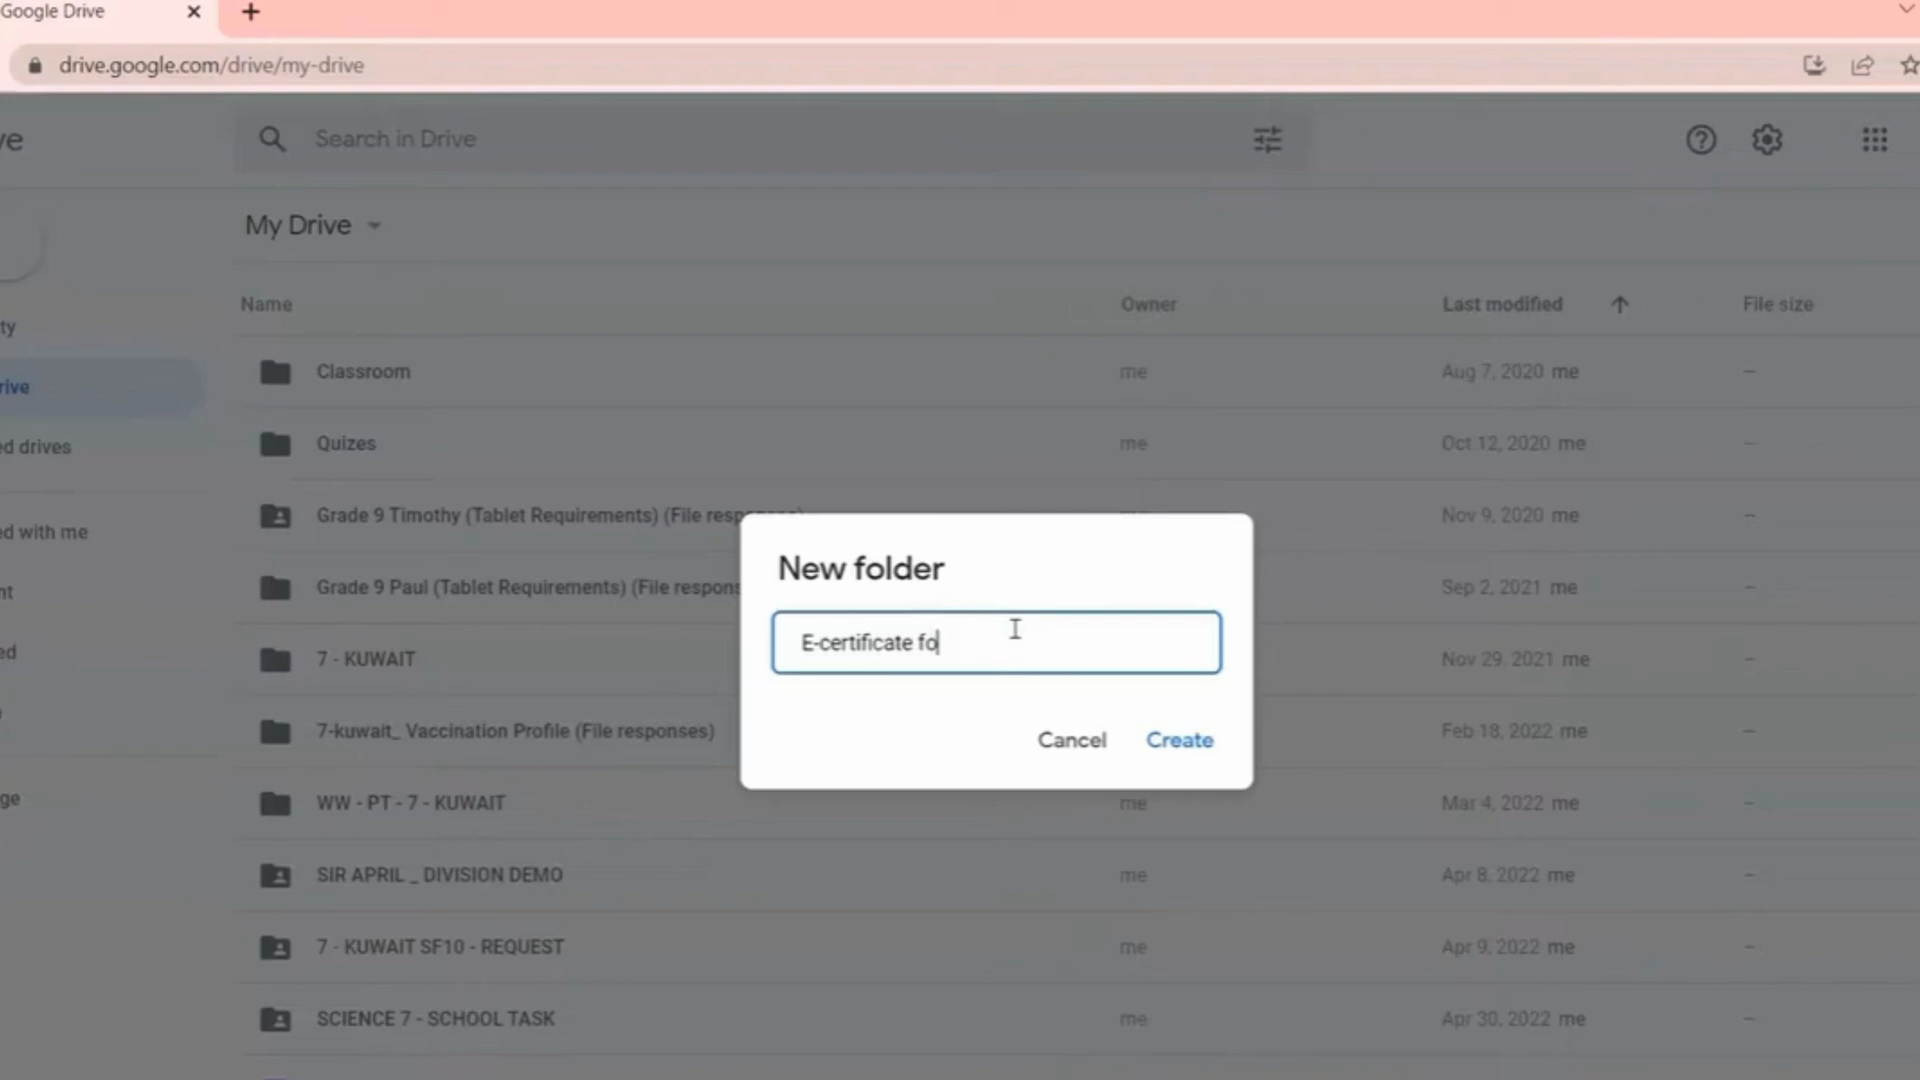 Google Drive
drive.google.com/drive/my-drive
ve
Search in Drive
My Drive
ty
Name Owner Last modified File size
Classroom me Aug 7, 2020 me –
rive
Quizes me Oct 12, 2020 me –
ed drives
Grade 9 Timothy (Tablet Requirements) (File resp Nov 9, 2020 me –
ed with me
New folder
Grade 9 Paul (Tablet Requirements) (File respons Sep 2, 2021 me –
nt
E-certificate fo
7 - KUWAIT Nov 29, 2021 me –
ed
7-kuwait_ Vaccination Profile (File responses) Feb 18, 2022 me –
Cancel Create
ge
WW - PT - 7 - KUWAIT me Mar 4, 2022 me –
SIR APRIL _ DIVISION DEMO me Apr 8, 2022 me –
7 - KUWAIT SF10 - REQUEST me Apr 9, 2022 me –
SCIENCE 7 - SCHOOL TASK me Apr 30, 2022 me –